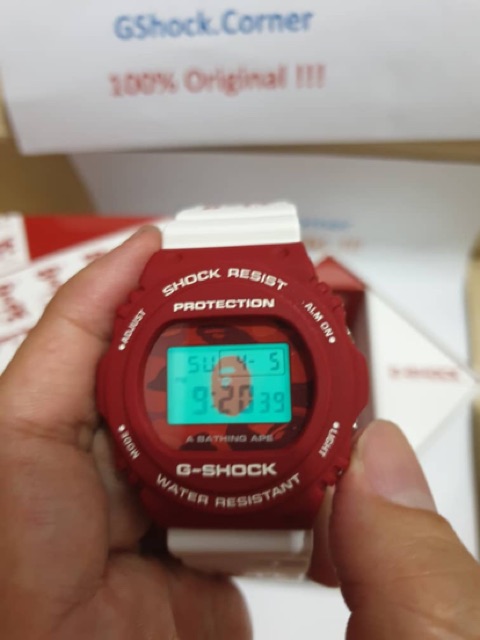 GShock.Corner
100% Original !!!
SHOCK RESIST
PROTECTION
ADJUST
ALM ON
SU 4- 5
9:20 39
A BATHING APE
MODE
LIGHT
G-SHOCK
WATER RESISTANT
G-SHOCK